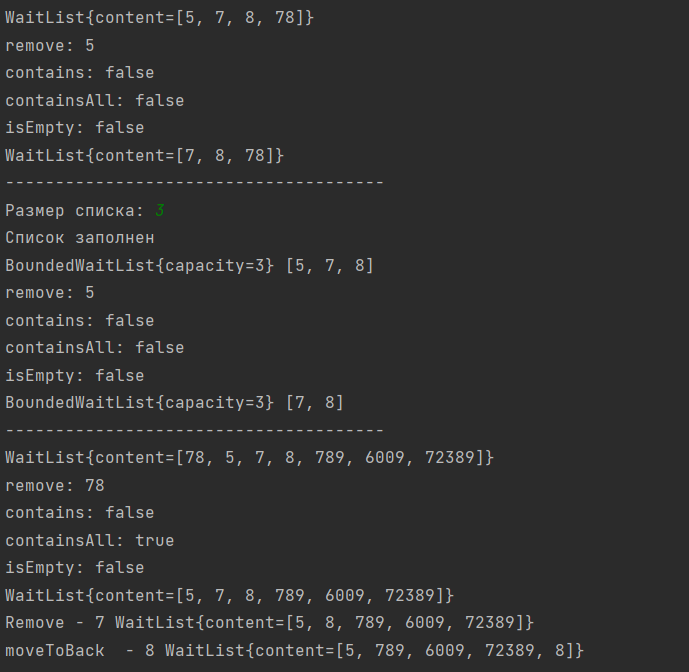 WaitList{content=[5, 7, 8, 78]}
remove: 5
contains: false
containsAll: false
isEmpty: false
WaitList{content=[7, 8, 78]}
--------------------------------------
Размер списка: 3
Список заполнен
BoundedWaitList{capacity=3} [5, 7, 8]
remove: 5
contains: false
containsAll: false
isEmpty: false
BoundedWaitList{capacity=3} [7, 8]
--------------------------------------
WaitList{content=[78, 5, 7, 8, 789, 6009, 72389]}
remove: 78
contains: false
containsAll: true
isEmpty: false
WaitList{content=[5, 7, 8, 789, 6009, 72389]}
Remove - 7 WaitList{content=[5, 8, 789, 6009, 72389]}
moveToBack  - 8 WaitList{content=[5, 789, 6009, 72389, 8]}